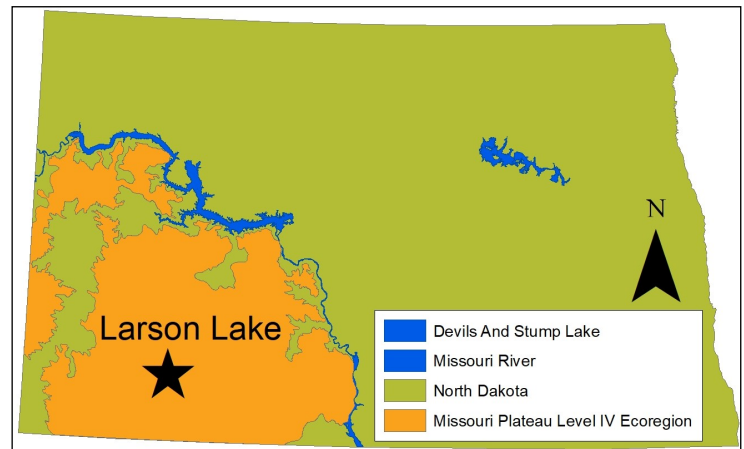 Larson Lake
N
Devils And Stump Lake
Missouri River
North Dakota
Missouri Plateau Level IV Ecoregion